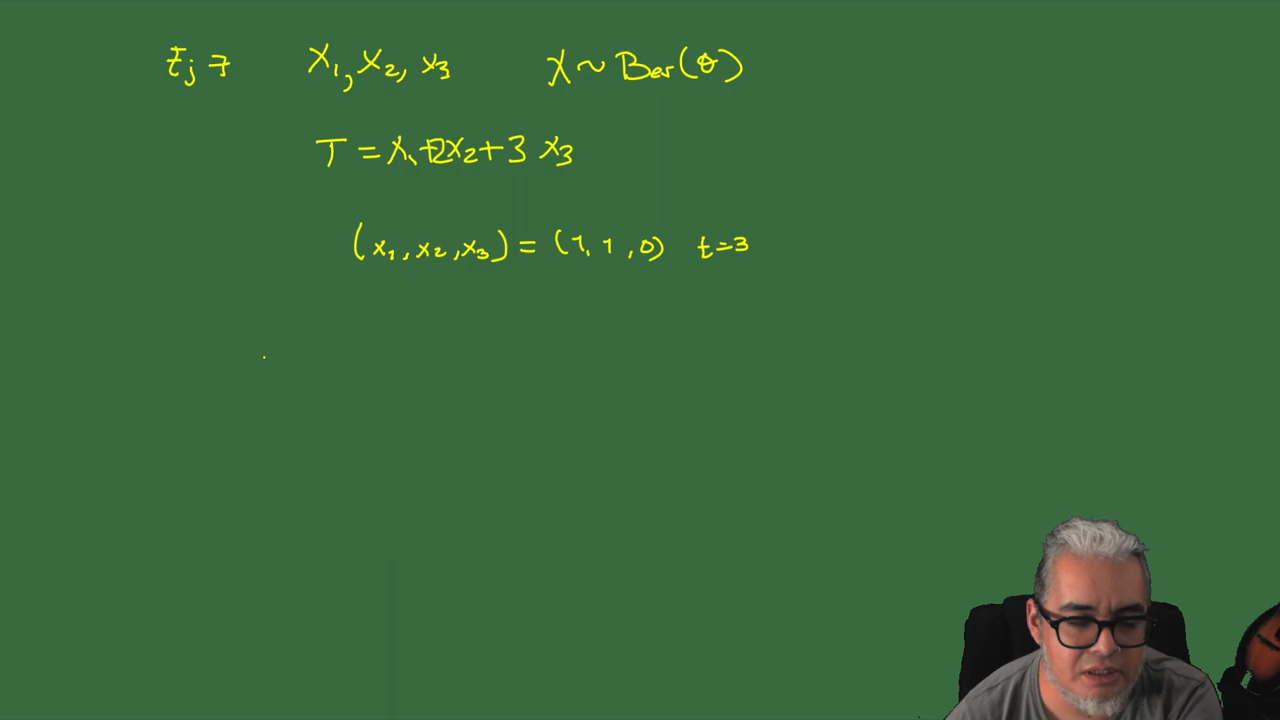 Ej 7 X₁, X₂, X₃ X ~ Ber(θ)
T = X₁ + 2X₂ + 3 X₃
(x₁, x₂, x₃) = (1, 1, 0) t=3